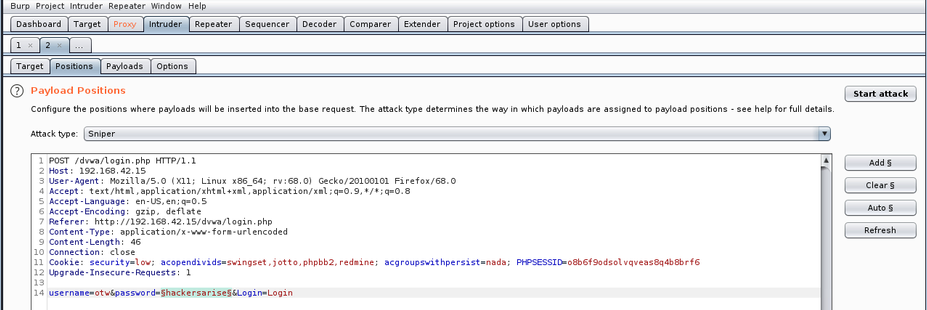 Burp Project Intruder Repeater Window Help
Dashboard Target Proxy Intruder Repeater Sequencer Decoder Comparer Extender Project options User options
1 × 2 × ...
Target Positions Payloads Options
? Payload Positions
Start attack
Configure the positions where payloads will be inserted into the base request. The attack type determines the way in which payloads are assigned to payload positions - see help for full details.
Attack type: Sniper
1 POST /dvwa/login.php HTTP/1.1
2 Host: 192.168.42.15
3 User-Agent: Mozilla/5.0 (X11; Linux x86_64; rv:68.0) Gecko/20100101 Firefox/68.0
4 Accept: text/html,application/xhtml+xml,application/xml;q=0.9,*/*;q=0.8
5 Accept-Language: en-US,en;q=0.5
6 Accept-Encoding: gzip, deflate
7 Referer: http://192.168.42.15/dvwa/login.php
8 Content-Type: application/x-www-form-urlencoded
9 Content-Length: 46
10 Connection: close
11 Cookie: security=low; acopendivids=swingset,jotto,phpbb2,redmine; acgroupswithpersist=nada; PHPSESSID=o8b6f9odsolvqveas8q4b8brf6
12 Upgrade-Insecure-Requests: 1
13
14 username=otw&password=§hackersarise§&Login=Login
Add §
Clear §
Auto §
Refresh